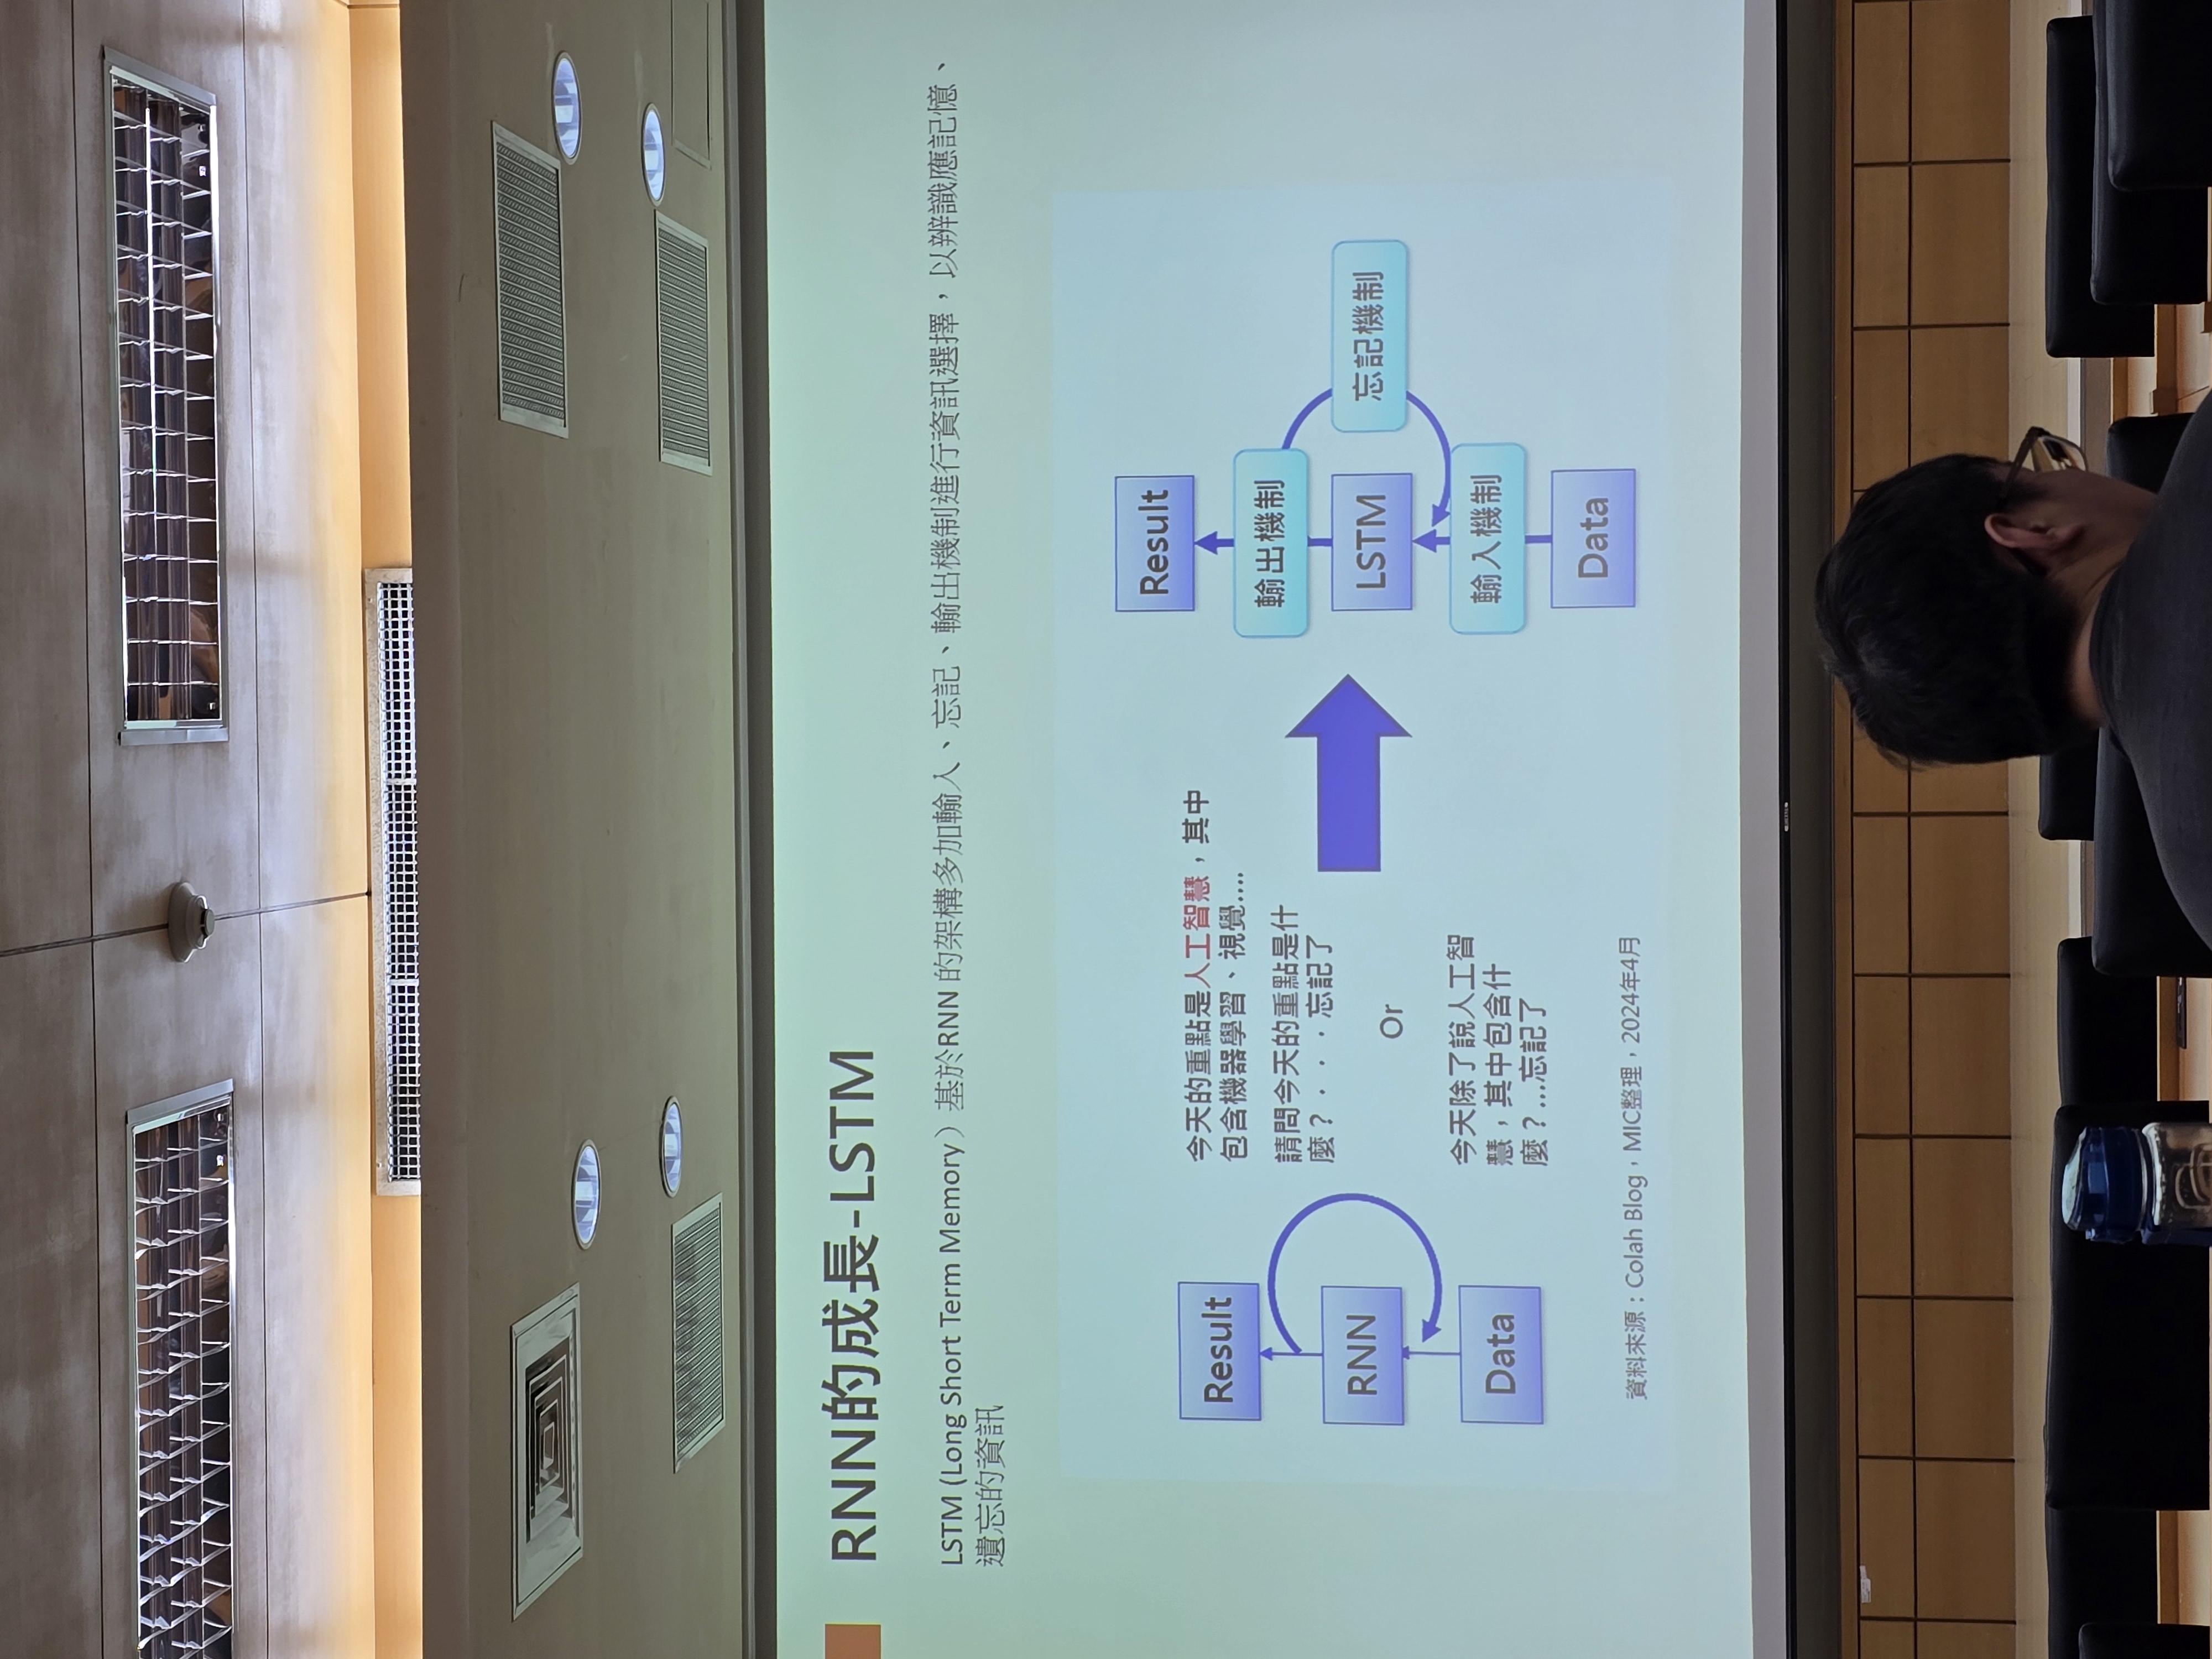 RNN的成長-LSTM
LSTM (Long Short Term Memory）基於RNN 的架構多加輸入、忘記、輸出機制進行資訊選擇，以辨識應記憶、
遺忘的資訊
Result
RNN
Data
今天的重點是人工智慧，其中
包含機器學習、視覺....
請問今天的重點是什
麼？．．．忘記了
Or
今天除了說人工智
慧，其中包含什
麼？...忘記了
Result
輸出機制
LSTM
忘記機制
輸入機制
Data
資料來源：Colah Blog，MIC整理，2024年4月